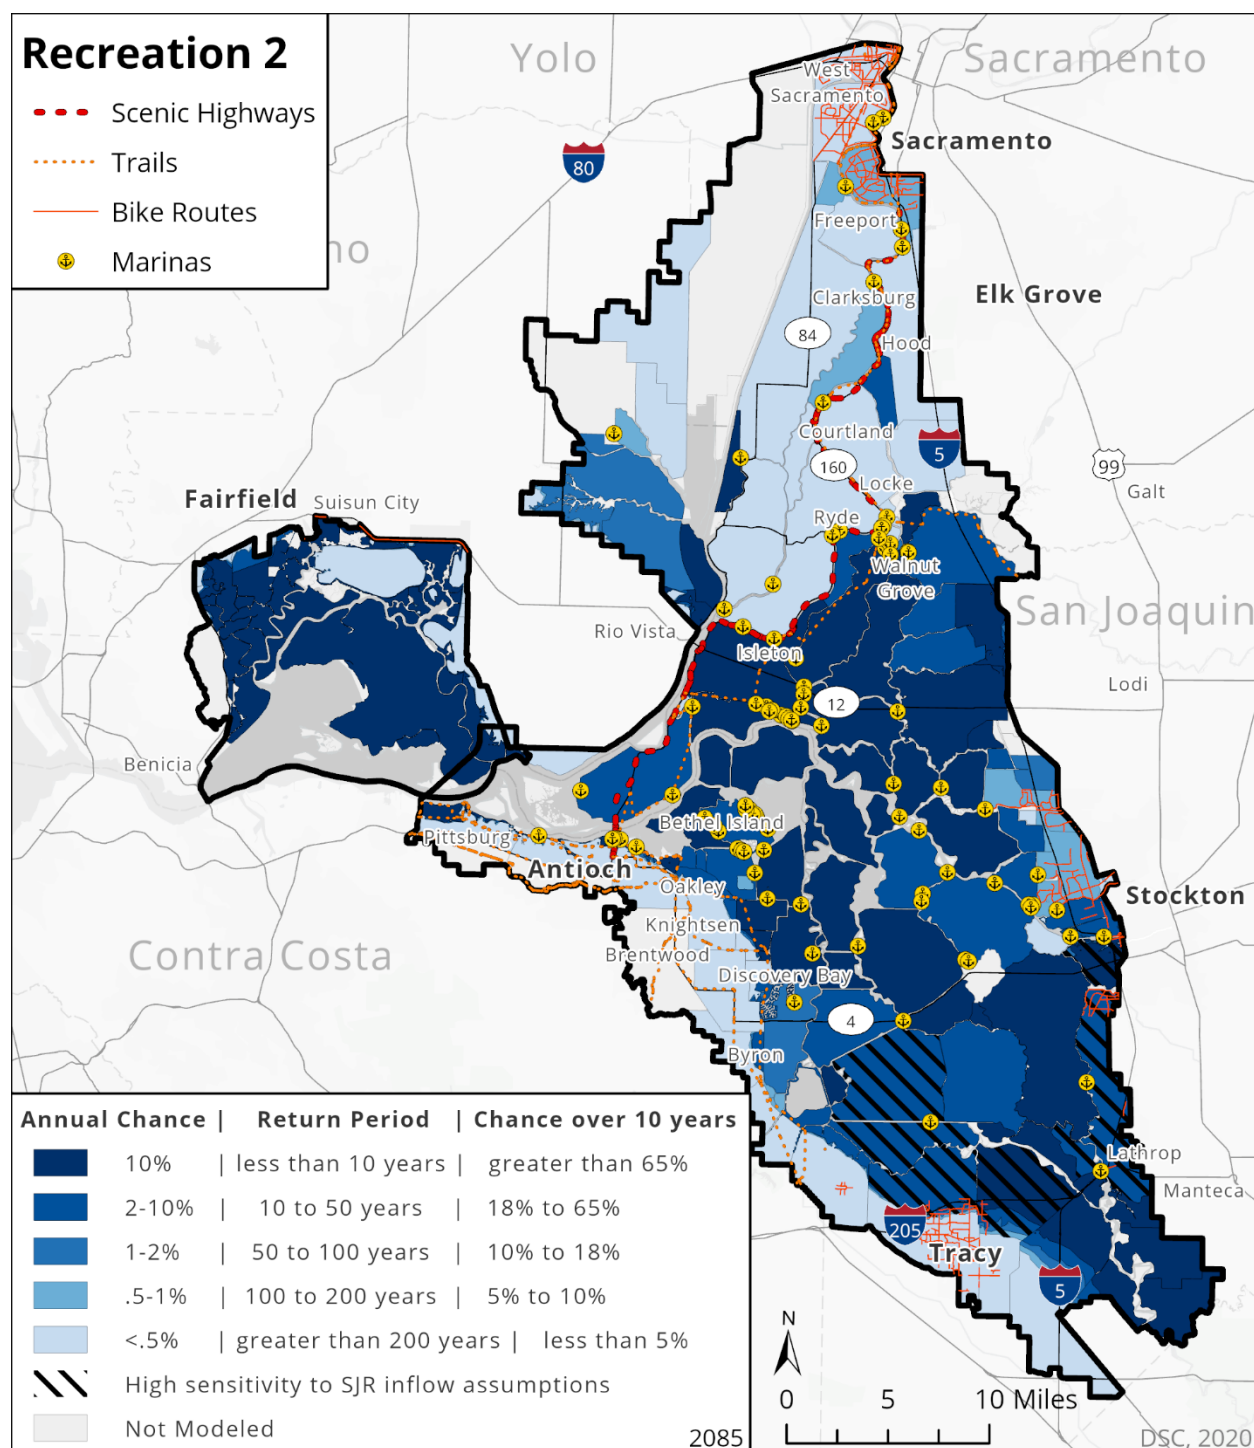 Recreation 2
Scenic Highways
Trails
Bike Routes
Marinas
Yolo
Sacramento
80
no
West
Sacramento
Sacramento
Freeport
Clarksburg
Elk Grove
84
Hood
Courtland
5
160
99
Galt
Locke
Fairfield
Suisun City
Ryde
Walnut
Grove
San Joaquin
Rio Vista
Isleton
Lodi
12
Benicia
Pittsburg
Bethel Island
Antioch
Oakley
Stockton
Knightsen
Brentwood
Contra Costa
Discovery Bay
4
Byron
Lathrop
Manteca
205
Tracy
5
Annual Chance | Return Period | Chance over 10 years
10% | less than 10 years | greater than 65%
2-10% | 10 to 50 years | 18% to 65%
1-2% | 50 to 100 years | 10% to 18%
.5-1% | 100 to 200 years | 5% to 10%
<.5% | greater than 200 years | less than 5%
High sensitivity to SJR inflow assumptions
Not Modeled
2085
N
0 5 10 Miles
DSC, 2020